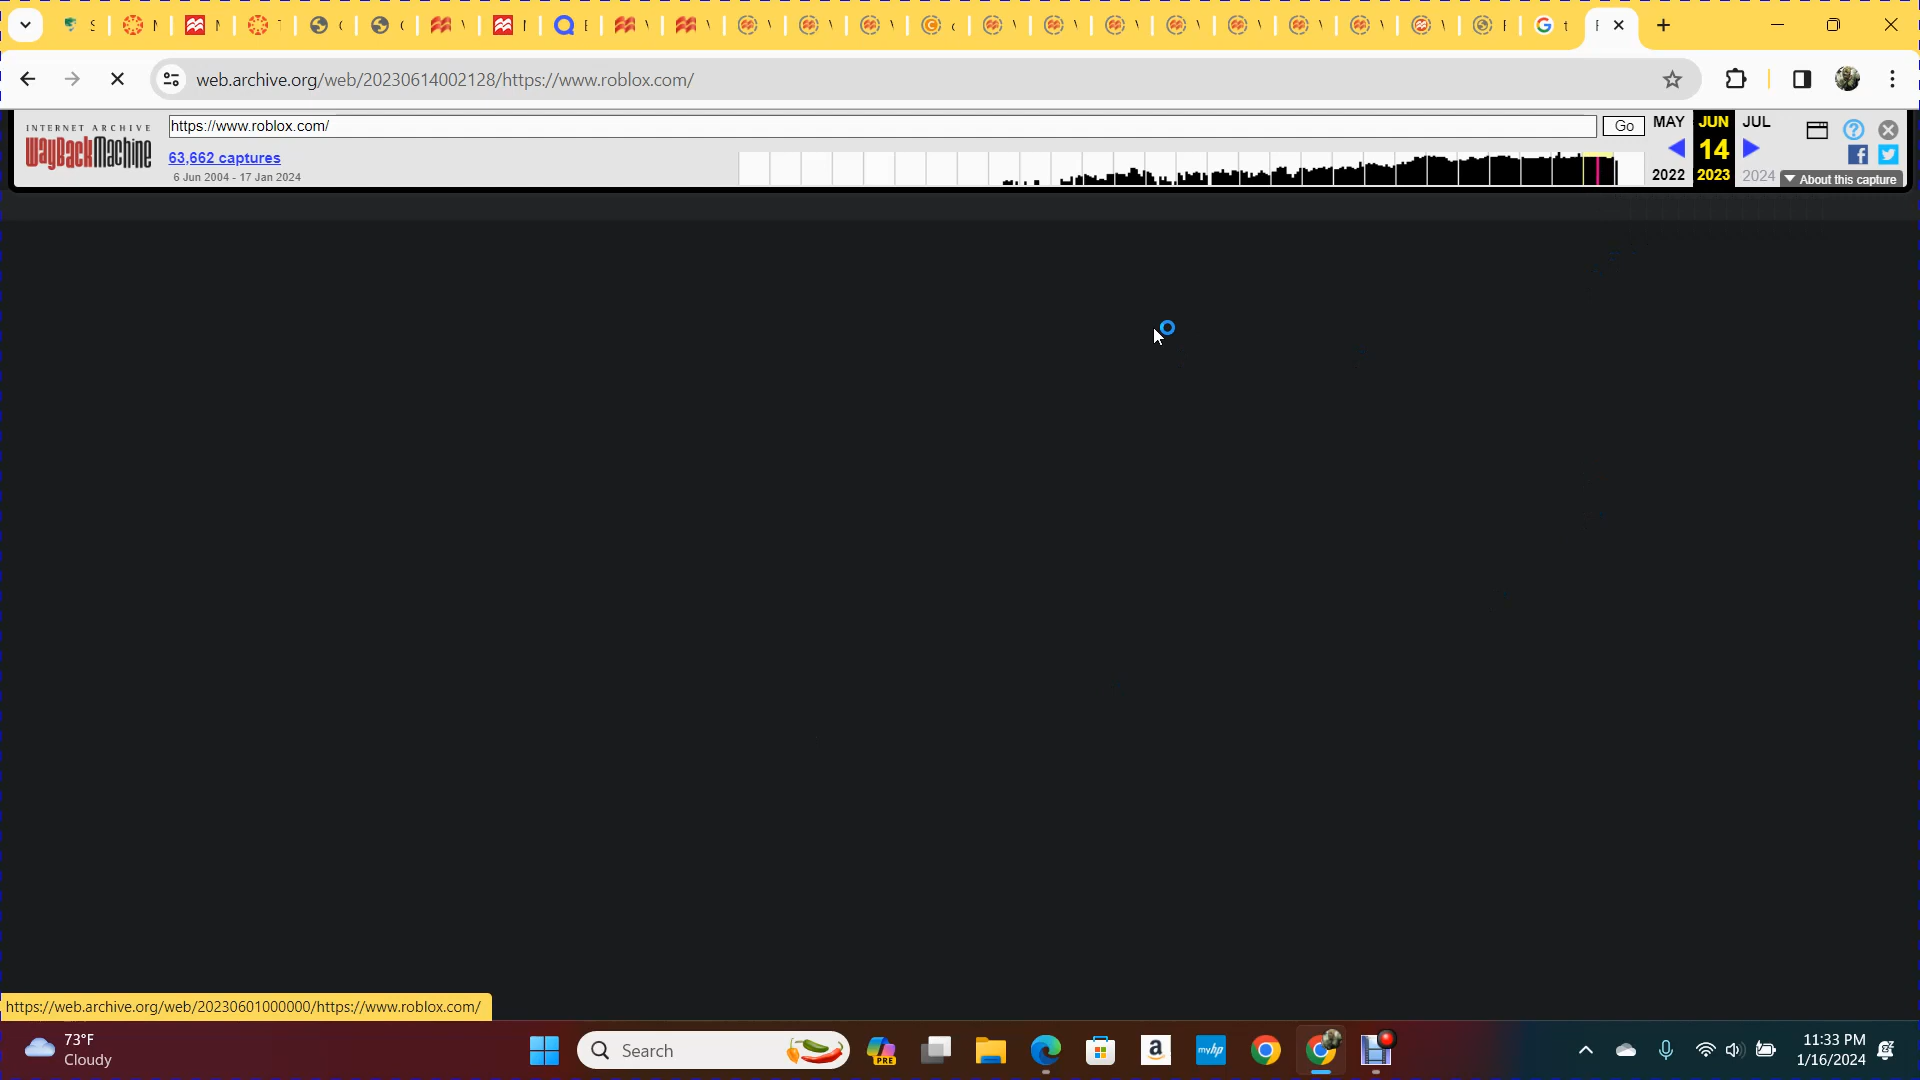 web.archive.org/web/20230614002128/https://www.roblox.com/
INTERNET ARCHIVE
WayBackMachine
https://www.roblox.com/
Go
63,662 captures
6 Jun 2004 - 17 Jan 2024
MAY
JUN
JUL
14
2022
2023
2024
About this capture
https://web.archive.org/web/20230601000000/https://www.roblox.com/
73°F
Cloudy
Search
PRE
a
myhp
11:33 PM
1/16/2024